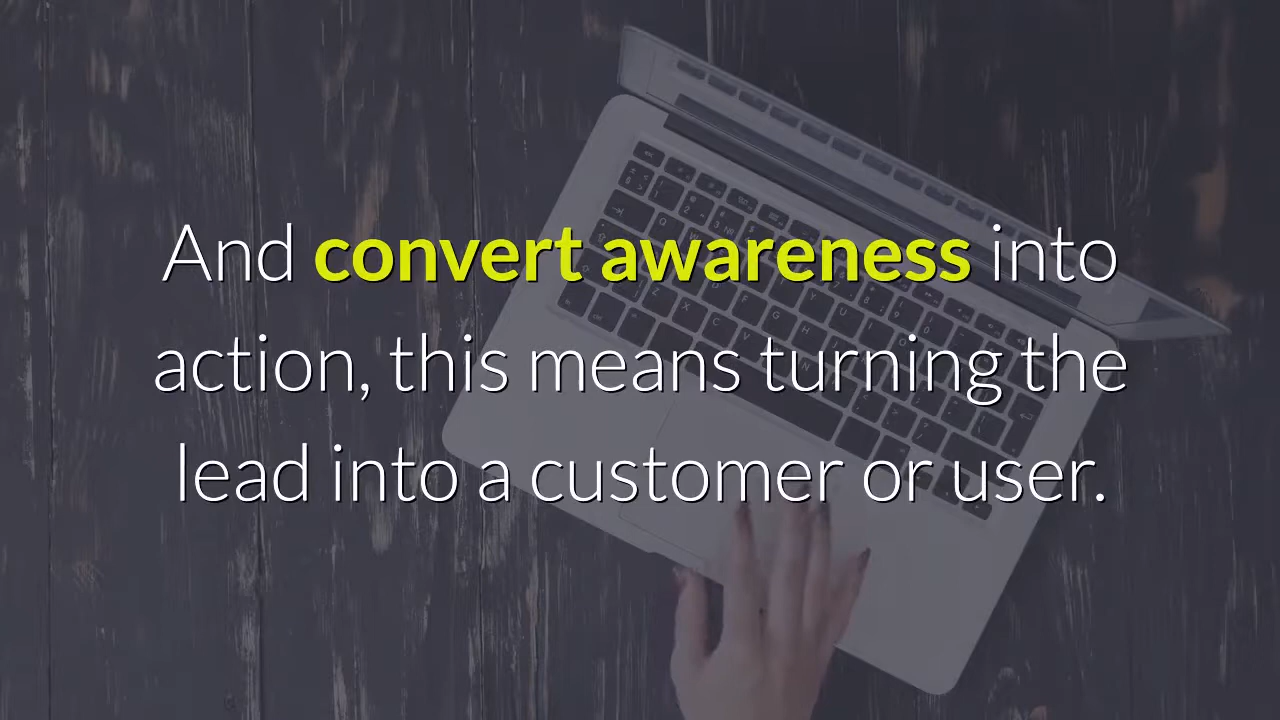 And convert awareness into
action, this means turning the
lead into a customer or user.